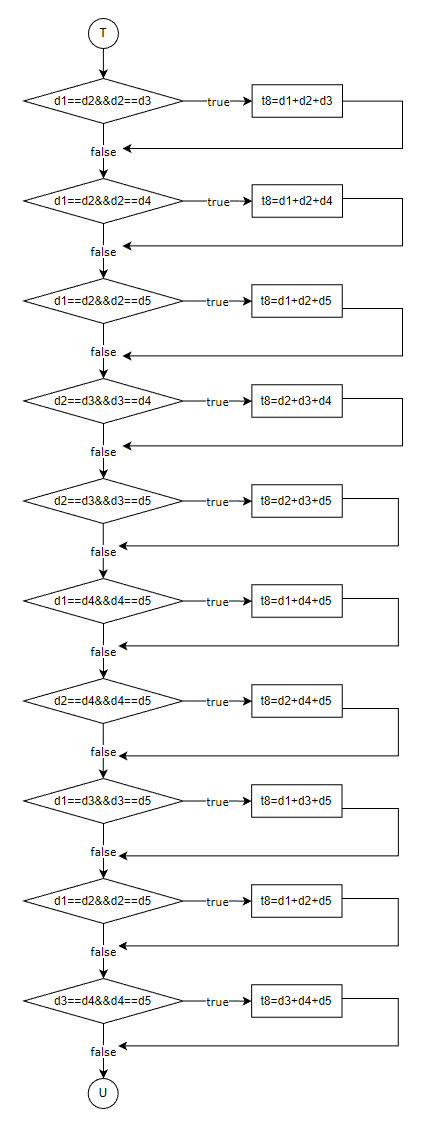 T
d1==d2&&d2==d3
true
t8=d1+d2+d3
false
d1==d2&&d2==d4
true
t8=d1+d2+d4
false
d1==d2&&d2==d5
true
t8=d1+d2+d5
false
d2==d3&&d3==d4
true
t8=d2+d3+d4
false
d2==d3&&d3==d5
true
t8=d2+d3+d5
false
d1==d4&&d4==d5
true
t8=d1+d4+d5
false
d2==d4&&d4==d5
true
t8=d2+d4+d5
false
d1==d3&&d3==d5
true
t8=d1+d3+d5
false
d1==d2&&d2==d5
true
t8=d1+d2+d5
false
d3==d4&&d4==d5
true
t8=d3+d4+d5
false
U